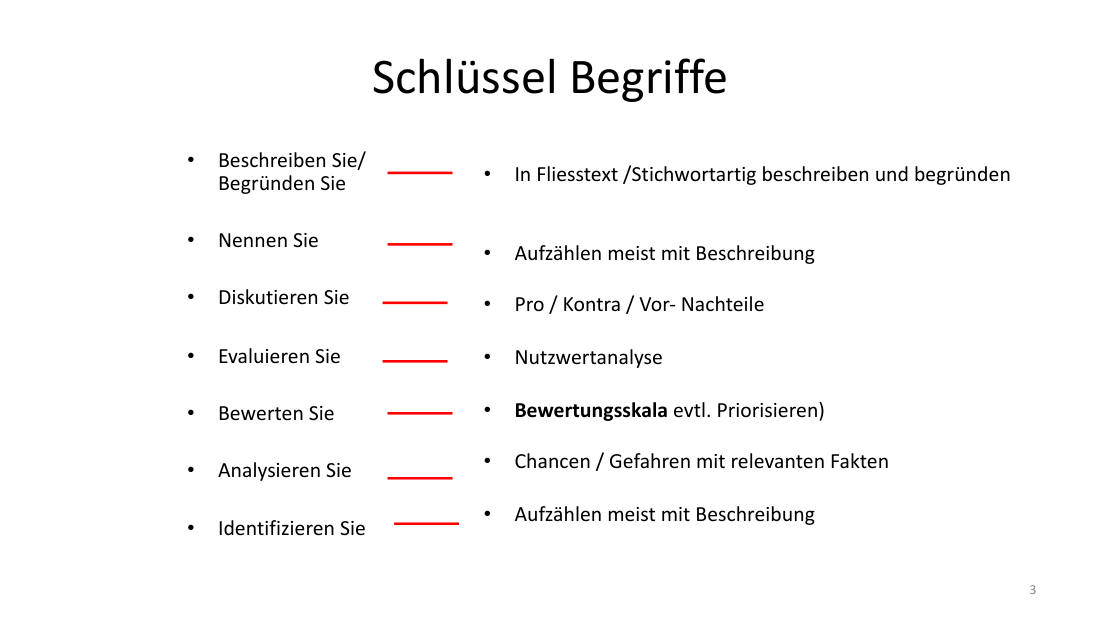 Schlüssel Begriffe
• Beschreiben Sie/
Begründen Sie
• In Fliesstext /Stichwortartig beschreiben und begründen
• Nennen Sie
• Aufzählen meist mit Beschreibung
• Diskutieren Sie
• Pro / Kontra / Vor- Nachteile
• Evaluieren Sie
• Nutzwertanalyse
• Bewerten Sie
• Bewertungsskala evtl. Priorisieren)
• Analysieren Sie
• Chancen / Gefahren mit relevanten Fakten
• Identifizieren Sie
• Aufzählen meist mit Beschreibung
3